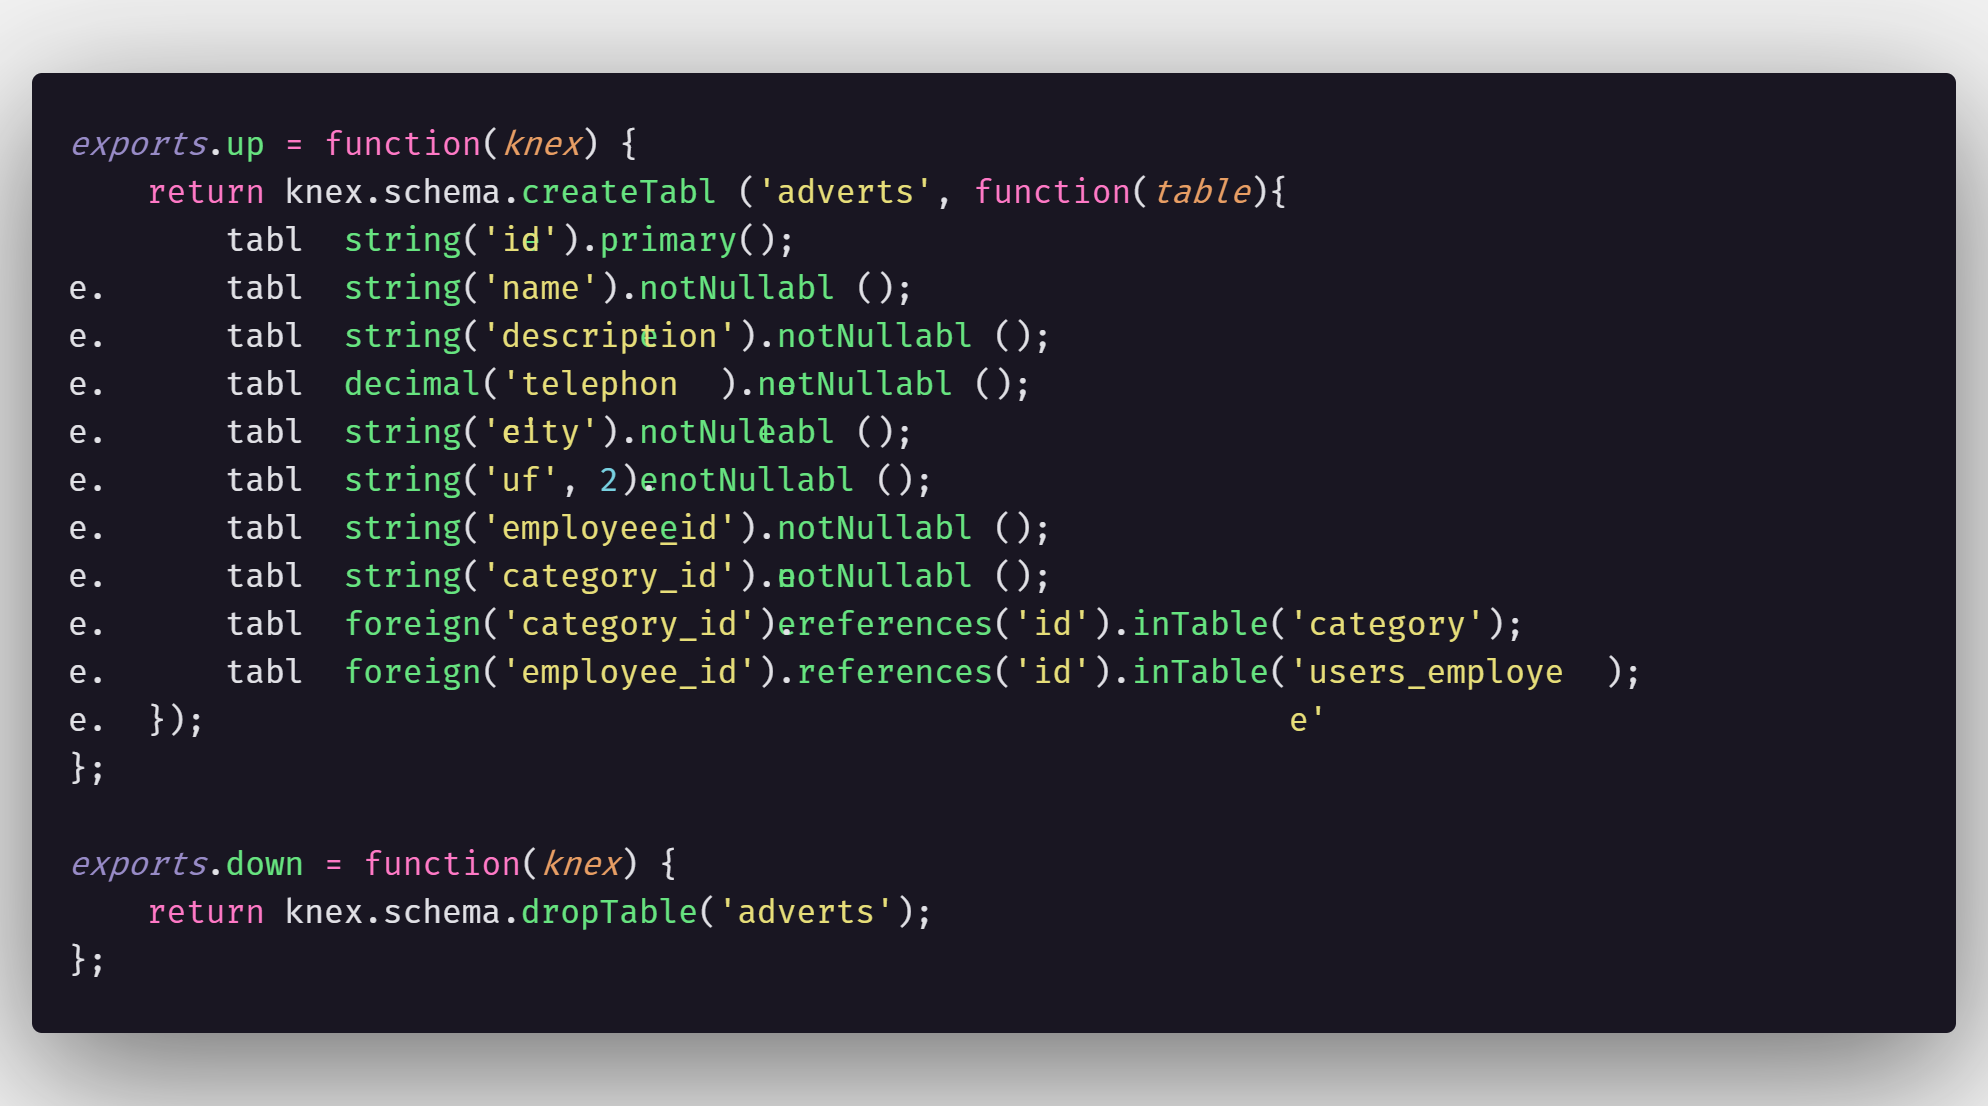 exports.up = function(knex) {
return knex.schema.createTabl ('adverts', function(table){
tabl string('id').primary();
e. tabl string('name').notNullabl ();
e. tabl string('description').notNullabl ();
e. tabl decimal('telephon ).notNullabl ();
e. tabl string('city').notNullabl ();
e. tabl string('uf', 2).notNullabl ();
e. tabl string('employee_id').notNullabl ();
e. tabl string('category_id').notNullabl ();
e. tabl foreign('category_id').references('id').inTable('category');
e. tabl foreign('employee_id').references('id').inTable('users_employe );
e. }); e'
};
exports.down = function(knex) {
return knex.schema.dropTable('adverts');
};